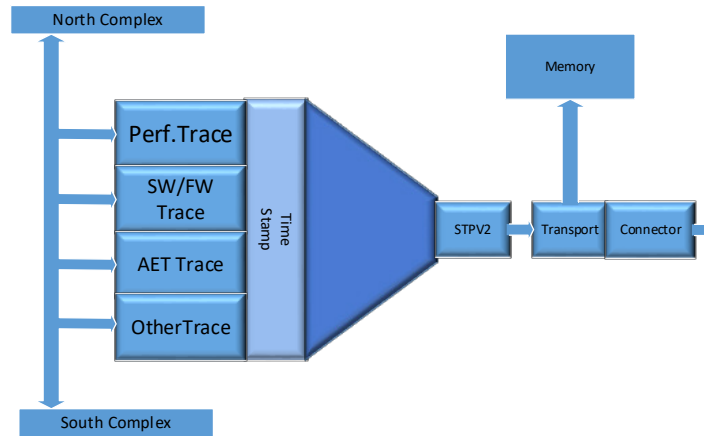 North Complex
Memory
Perf.Trace
SW/FW
Trace
AET Trace
OtherTrace
Time
Stamp
STPV2
Transport
Connector
South Complex